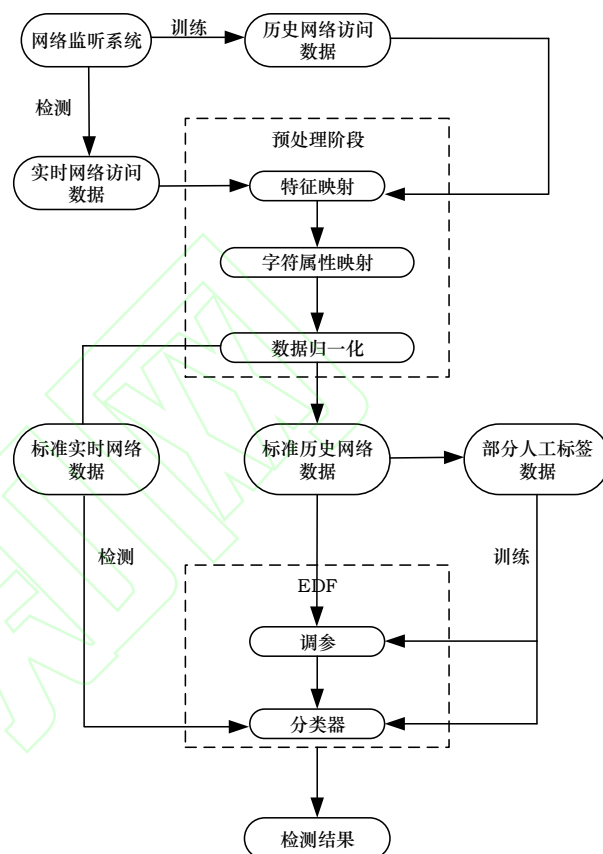 网络监听系统
训练
历史网络访问
数据
检测
预处理阶段
实时网络访问
数据
特征映射
字符属性映射
数据归一化
标准实时网络
数据
标准历史网络
数据
部分人工标签
数据
检测
训练
EDF
调参
分类器
检测结果